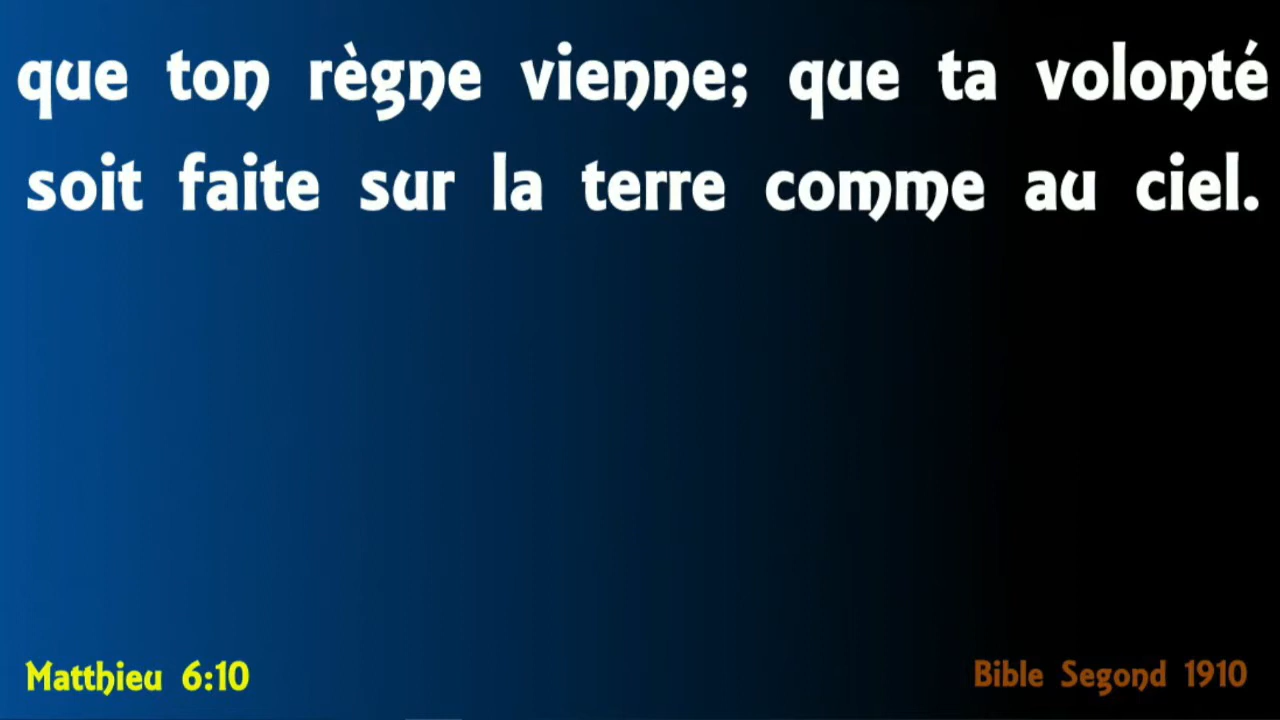 que ton règne vienne; que ta volonté
soit faite sur la terre comme au ciel.
Matthieu 6:10
Bible Segond 1910